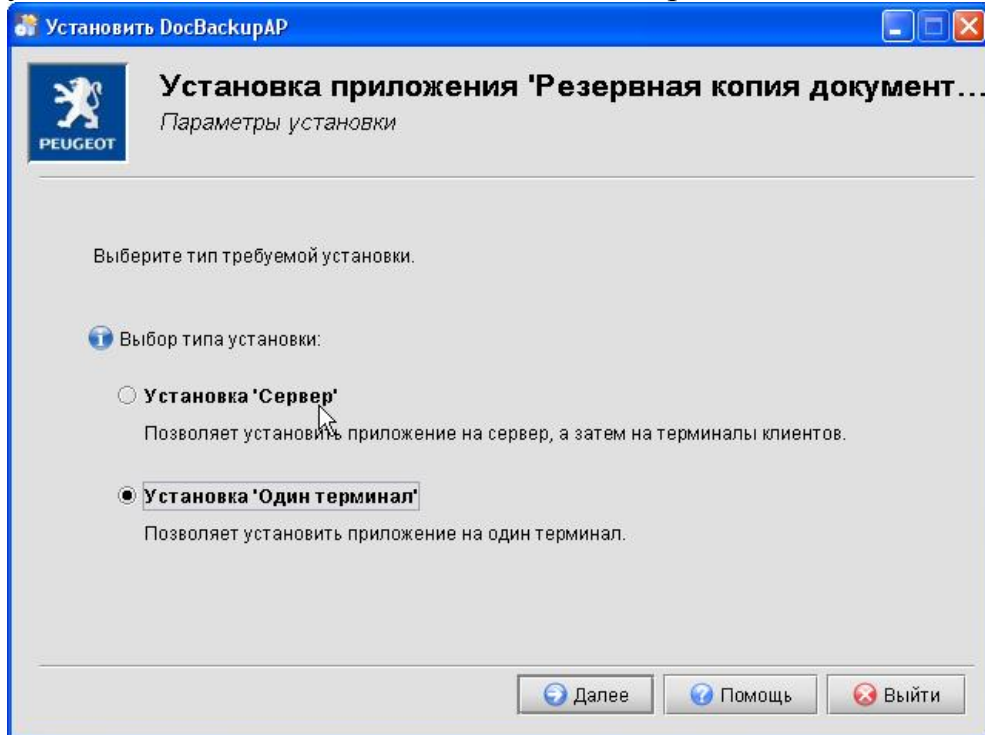 Установить DocBackupAP
PEUGEOT
Установка приложения 'Резервная копия документ...
Параметры установки
Выберите тип требуемой установки.
Выбор типа установки:
Установка 'Сервер'
Позволяет установить приложение на сервер, а затем на терминалы клиентов.
Установка 'Один терминал'
Позволяет установить приложение на один терминал.
Далее Помощь Выйти